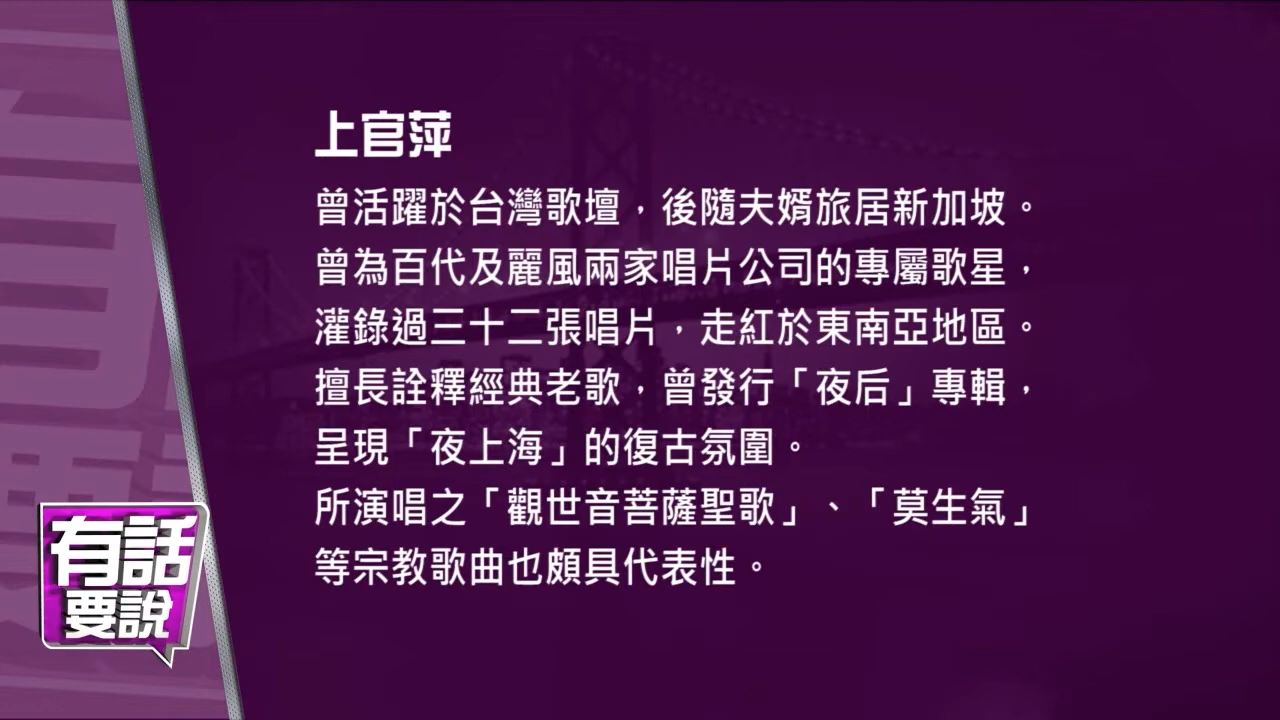 上官萍
曾活躍於台灣歌壇，後隨夫婿旅居新加坡。
曾為百代及麗風兩家唱片公司的專屬歌星，
灌錄過三十二張唱片，走紅於東南亞地區。
擅長詮釋經典老歌，曾發行「夜后」專輯，
呈現「夜上海」的復古氛圍。
所演唱之「觀世音菩薩聖歌」、「莫生氣」
等宗教歌曲也頗具代表性。
有話
要說